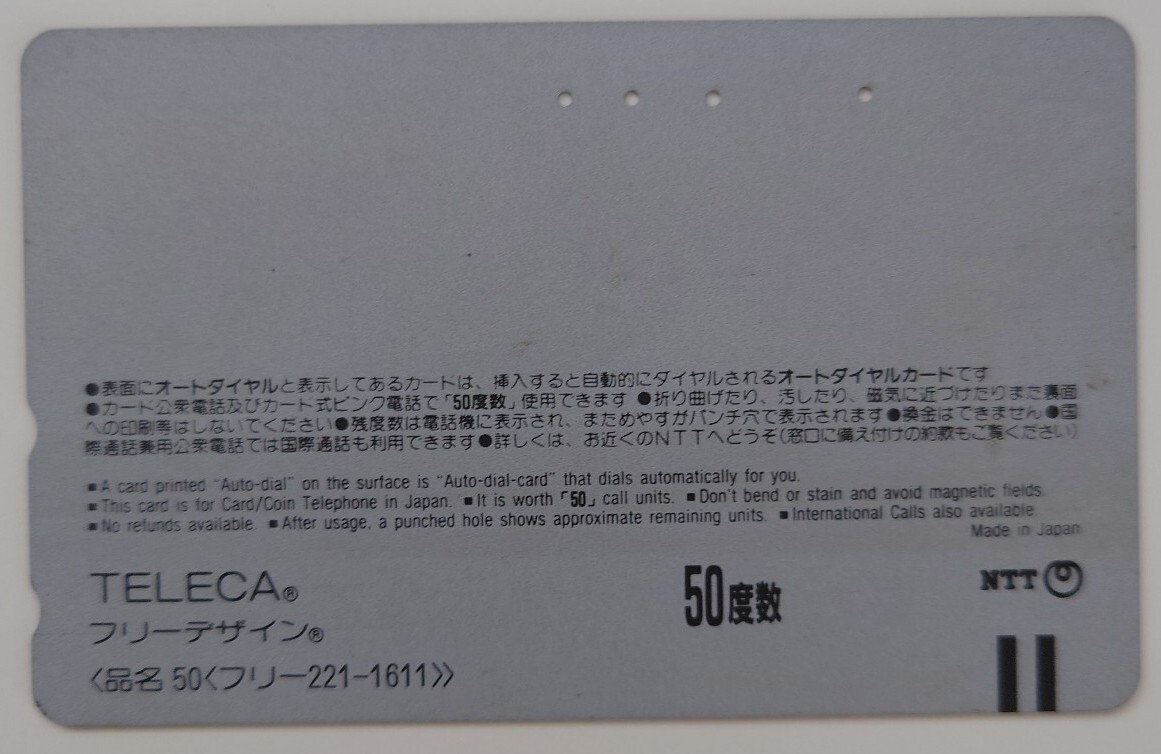 ●表面にオートダイヤルと表示してあるカードは、挿入すると自動的にダイヤルされるオートダイヤルカードです
●カード公衆電話及びカード式ピンク電話で「50度数」使用できます ●折り曲げたり、汚したり、磁気に近づけたりまた裏面
への印刷等はしないでください●残度数は電話機に表示され、まためやすがパンチ穴で表示されます●換金はできません●国
際通話兼用公衆電話では国際通話も利用できます●詳しくは、お近くのNTTへどうぞ(窓口に備え付けの約款もご覧ください)
■A card printed “Auto-dial” on the surface is “Auto-dial-card” that dials automatically for you.
■This card is for Card/Coin Telephone in Japan. ■It is worth「50」call units. ■Don't bend or stain and avoid magnetic fields.
■No refunds available. ■After usage, a punched hole shows approximate remaining units. ■International Calls also available.
Made in Japan
TELECA®
フリーデザイン®
〈品名 50〈フリー221-1611〉〉
50度数
NTT